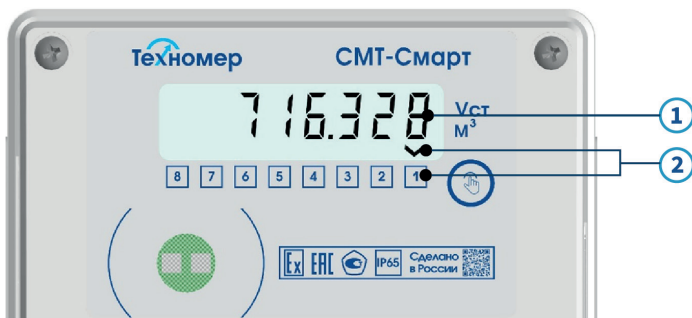 Техномер СМТ-Смарт
716.328 Vст
м³
1
2
8 7 6 5 4 3 2 1
Ex EAC IP65 Сделано
в России